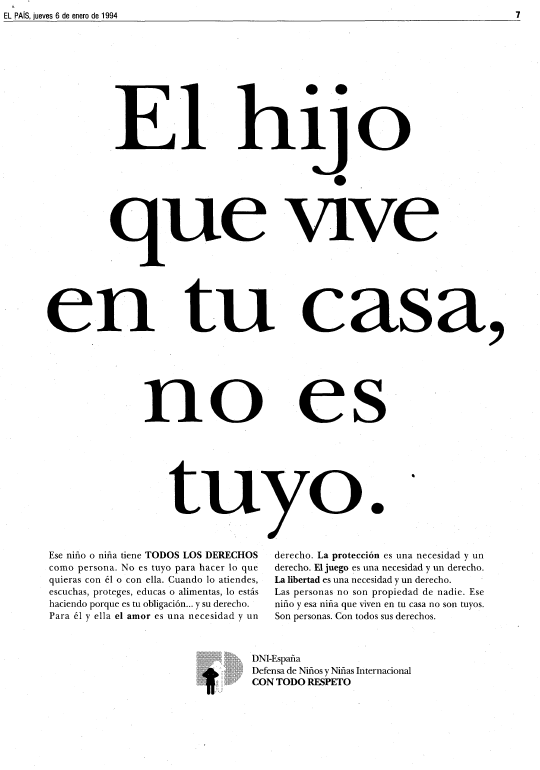 EL PAÍS, jueves 6 de enero de 1994
7
El hijo
que vive
en tu casa,
no es
tuyo.
Ese niño o niña tiene TODOS LOS DERECHOS
como persona. No es tuyo para hacer lo que
quieras con él o con ella. Cuando lo atiendes,
escuchas, proteges, educas o alimentas, lo estás
haciendo porque es tu obligación... y su derecho.
Para él y ella el amor es una necesidad y un
derecho. La protección es una necesidad y un
derecho. El juego es una necesidad y un derecho.
La libertad es una necesidad y un derecho.
Las personas no son propiedad de nadie. Ese
niño y esa niña que viven en tu casa no son tuyos.
Son personas. Con todos sus derechos.
DNI-España
Defensa de Niños y Niñas Internacional
CON TODO RESPETO